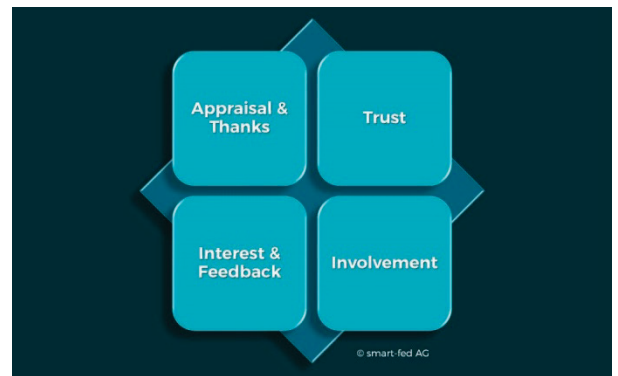 Appraisal &
Thanks
Trust
Interest &
Feedback
Involvement
© smart-fed AG